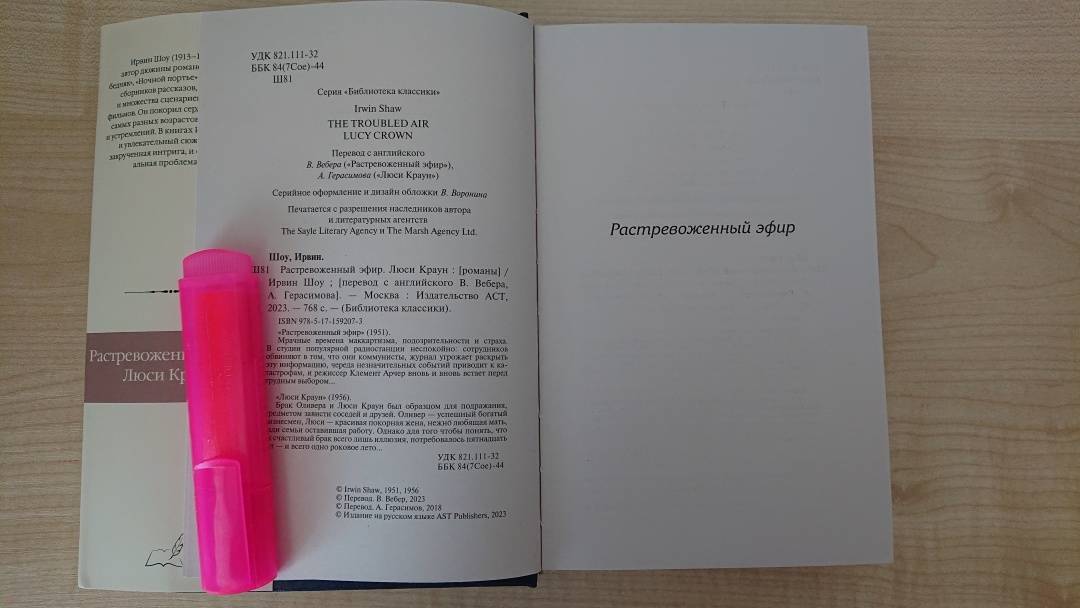 Ирвин Шоу (1913–1
автор дюжины романо
бедняк», «Ночной портье»
сборников рассказов,
и множества сценарие
фильмов. Он покорил сер
самых разных возрастов
и устремлений. В книгах И
и увлекательный сюж
закрученная интрига, и
альная проблема
Растревожен
Люси Кр
УДК 821.111-32
ББК 84(7Сое)-44
Ш81
Серия «Библиотека классики»
Irwin Shaw
THE TROUBLED AIR
LUCY CROWN
Перевод с английского
В. Вебера («Растревоженный эфир»),
А. Герасимова («Люси Краун»)
Серийное оформление и дизайн обложки В. Воронина
Печатается с разрешения наследников автора
и литературных агентств
The Sayle Literary Agency и The Marsh Agency Ltd.
Шоу, Ирвин.
Ш81 Растревоженный эфир. Люси Краун : [романы] /
Ирвин Шоу ; [перевод с английского В. Вебера,
А. Герасимова]. — Москва : Издательство АСТ,
2023. — 768 с. — (Библиотека классики).
ISBN 978-5-17-159207-3
«Растревоженный эфир» (1951).
Мрачные времена маккартизма, подозрительности и страха.
В студии популярной радиостанции неспокойно: сотрудников
обвиняют в том, что они коммунисты, журнал угрожает раскрыть
эту информацию, череда незначительных событий приводит к ка-
тастрофам, и режиссер Клемент Арчер вновь и вновь встает перед
трудным выбором...
«Люси Краун» (1956).
Брак Оливера и Люси Краун был образцом для подражания,
предметом зависти соседей и друзей. Оливер — успешный богатый
изнесмен, Люси — красивая покорная жена, нежно любящая мать,
ди семьи оставившая работу. Однако для того чтобы понять, что
счастливый брак всего лишь иллюзия, потребовалось пятнадцать
— и всего одно роковое лето...
УДК 821.111-32
ББК 84(7Сое)-44
© Irwin Shaw, 1951, 1956
© Перевод. В. Вебер, 2023
© Перевод. А. Герасимов, 2018
© Издание на русском языке AST Publishers, 2023
Растревоженный эфир